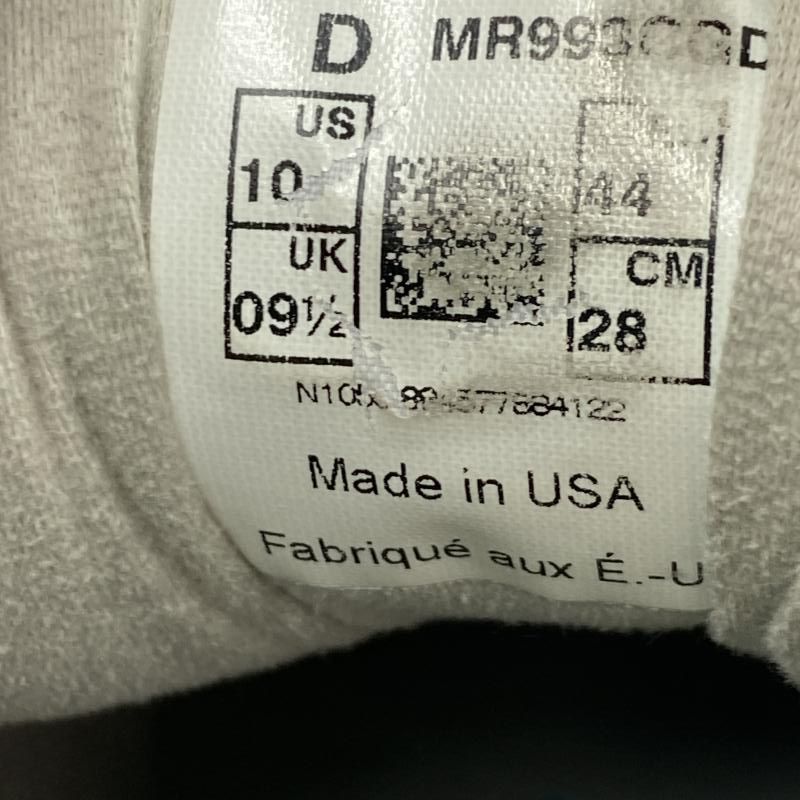 D
US
10
UK
09½
44
CM
28
Made in USA
Fabriqué aux É.-U